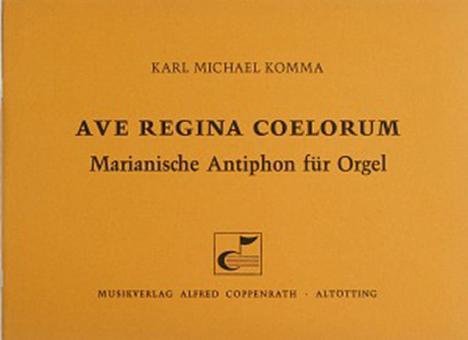 KARL MICHAEL KOMMA
AVE REGINA COELORUM
Marianische Antiphon für Orgel
MUSIKVERLAG ALFRED COPPENRATH · ALTÖTTING